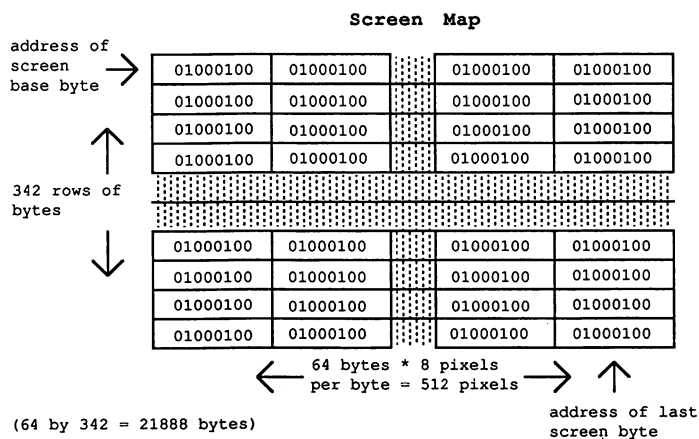 Screen Map
address of
screen
base byte
01000100 01000100 01000100 01000100
01000100 01000100 01000100 01000100
01000100 01000100 01000100 01000100
01000100 01000100 01000100 01000100
342 rows of
bytes
01000100 01000100 01000100 01000100
01000100 01000100 01000100 01000100
01000100 01000100 01000100 01000100
01000100 01000100 01000100 01000100
64 bytes * 8 pixels
per byte = 512 pixels
(64 by 342 = 21888 bytes)
address of last
screen byte